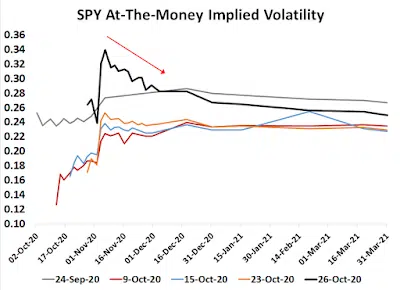 SPY At-The-Money Implied Volatility
0.36
0.34
0.32
0.30
0.28
0.26
0.24
0.22
0.20
0.18
0.16
0.14
0.12
0.10
02-Oct-20
17-Oct-20
01-Nov-20
16-Nov-20
01-Dec-20
16-Dec-20
31-Dec-20
15-Jan-21
30-Jan-21
14-Feb-21
01-Mar-21
16-Mar-21
31-Mar-21
24-Sep-20 9-Oct-20 15-Oct-20 23-Oct-20 26-Oct-20